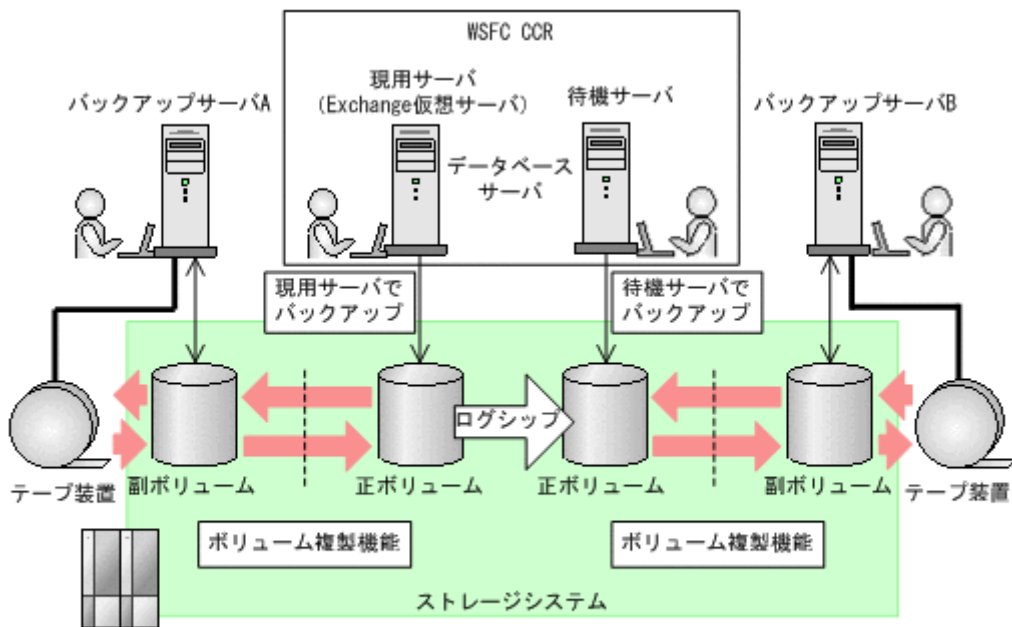 WSFC CCR
現用サーバ
(Exchange仮想サーバ)
待機サーバ
バックアップサーバA
バックアップサーバB
データベース
サーバ
現用サーバで
バックアップ
待機サーバで
バックアップ
ログシップ
テープ装置
副ボリューム
正ボリューム
正ボリューム
副ボリューム
テープ装置
ボリューム複製機能
ボリューム複製機能
ストレージシステム